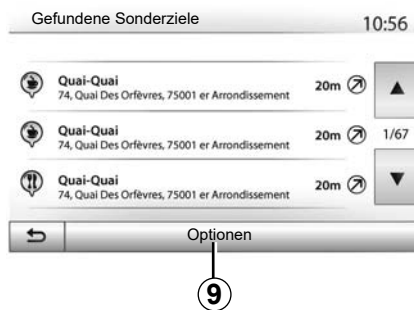 Gefundene Sonderziele 10:56
Quai-Quai
74, Quai Des Orfèvres, 75001 er Arrondissement
20m
Quai-Quai
74, Quai Des Orfèvres, 75001 er Arrondissement
20m
1/67
Quai-Quai
74, Quai Des Orfèvres, 75001 er Arrondissement
20m
Optionen
9